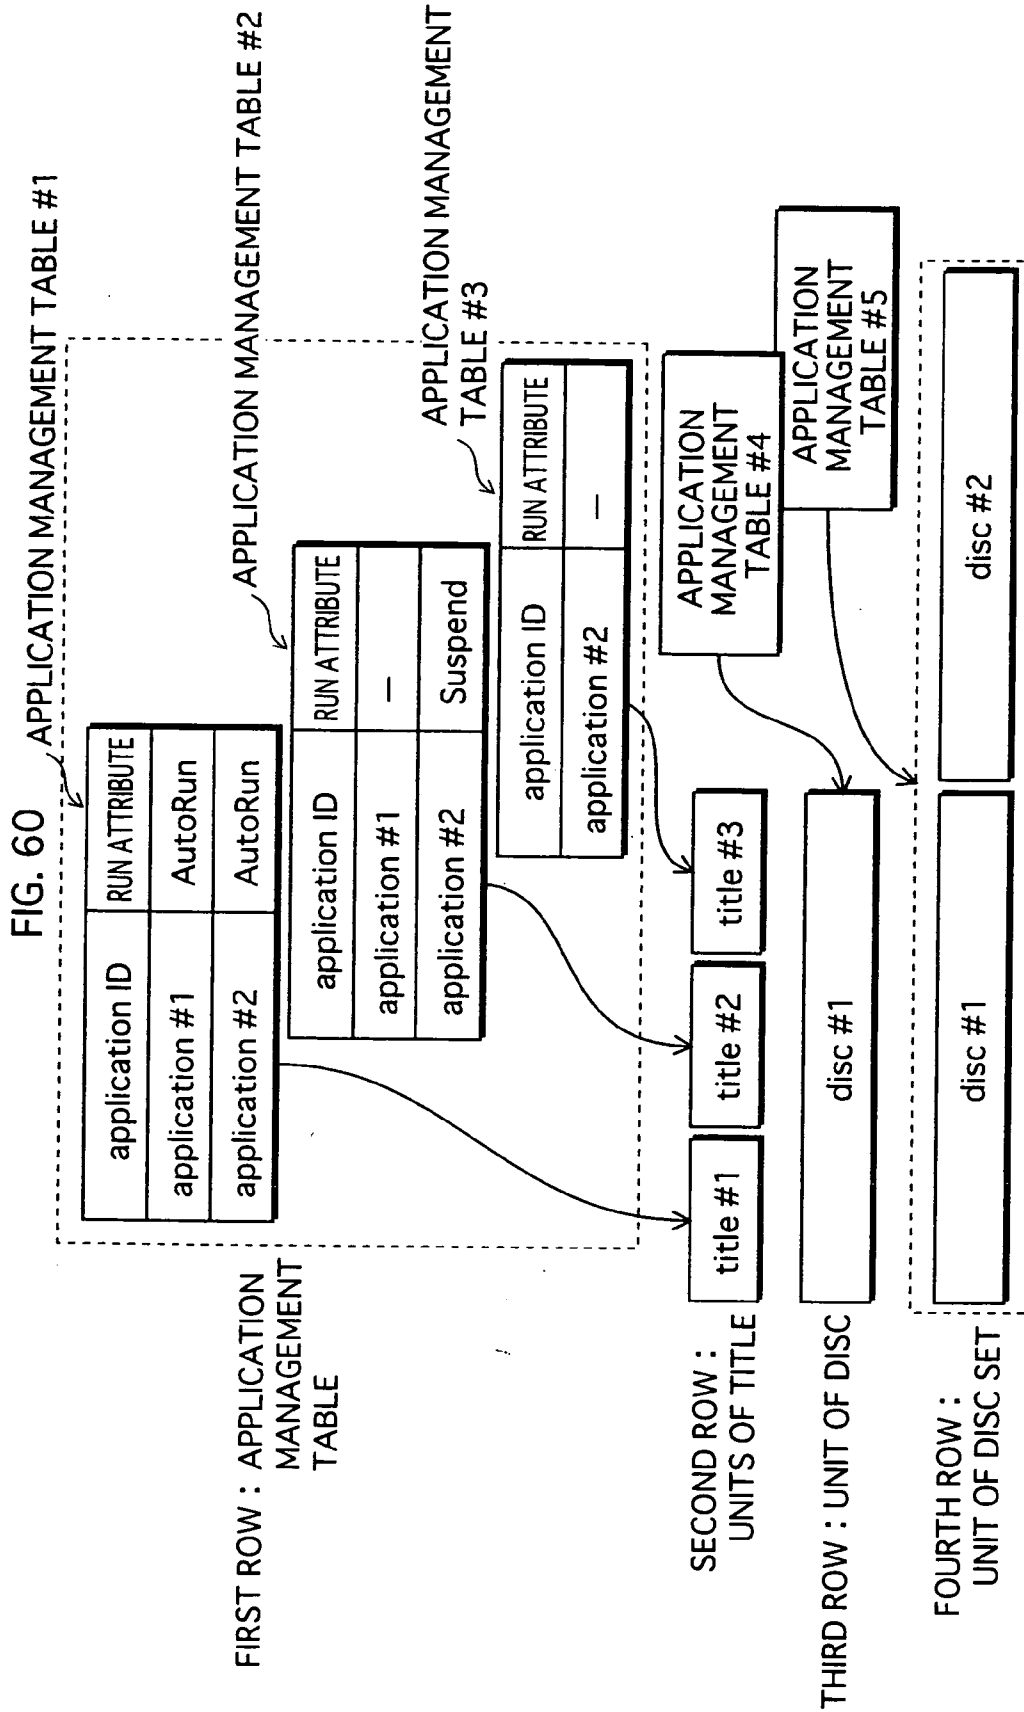 FIG. 60
APPLICATION MANAGEMENT TABLE #1
APPLICATION MANAGEMENT TABLE #2
APPLICATION MANAGEMENT
TABLE #3
FIRST ROW : APPLICATION
MANAGEMENT
TABLE
application ID RUN ATTRIBUTE
application #1 AutoRun
application #2 AutoRun
application ID RUN ATTRIBUTE
application #1 –
application #2 Suspend
application ID RUN ATTRIBUTE
application #2 –
SECOND ROW :
UNITS OF TITLE
title #1 title #2 title #3
APPLICATION
MANAGEMENT
TABLE #4
THIRD ROW : UNIT OF DISC
disc #1
APPLICATION
MANAGEMENT
TABLE #5
FOURTH ROW :
UNIT OF DISC SET
disc #1 disc #2